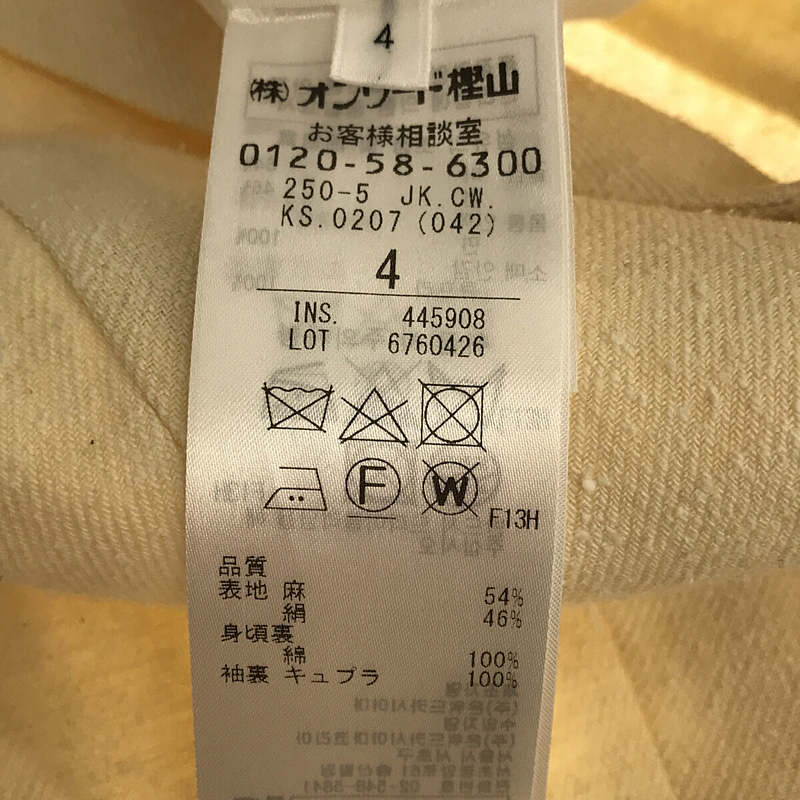 4
(株) オンワード樫山
お客様相談室
0120-58-6300
250-5 JK.CW.
KS.0207 (042)
4
INS. 445908
LOT 6760426
F W F13H
品質
表地 麻 54%
絹 46%
身頃裏
綿 100%
袖裏 キュプラ 100%